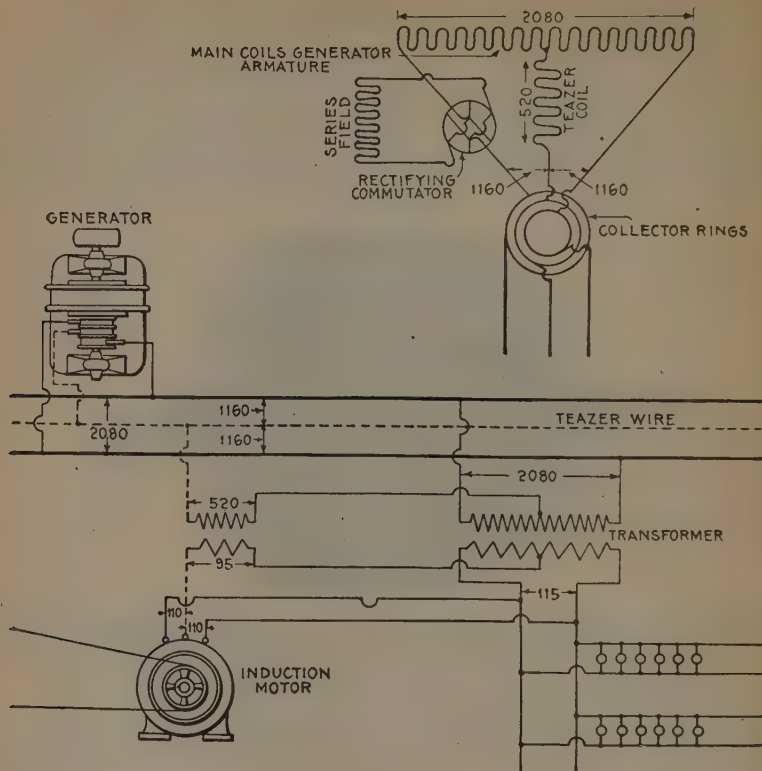 2080
MAIN COILS GENERATOR
ARMATURE
520
TEAZER
COIL
SERIES
FIELD
RECTIFYING
COMMUTATOR
1160
1160
COLLECTOR RINGS
GENERATOR
1160
TEAZER WIRE
2080
1160
2080
520
TRANSFORMER
95
115
110
110
INDUCTION
MOTOR